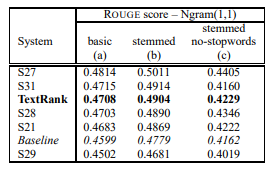 ROUGE score – Ngram(1,1)
stemmed
System basic stemmed no-stopwords
(a) (b) (c)
S27 0.4814 0.5011 0.4405
S31 0.4715 0.4914 0.4160
TextRank 0.4708 0.4904 0.4229
S28 0.4703 0.4890 0.4346
S21 0.4683 0.4869 0.4222
Baseline 0.4599 0.4779 0.4162
S29 0.4502 0.4681 0.4019